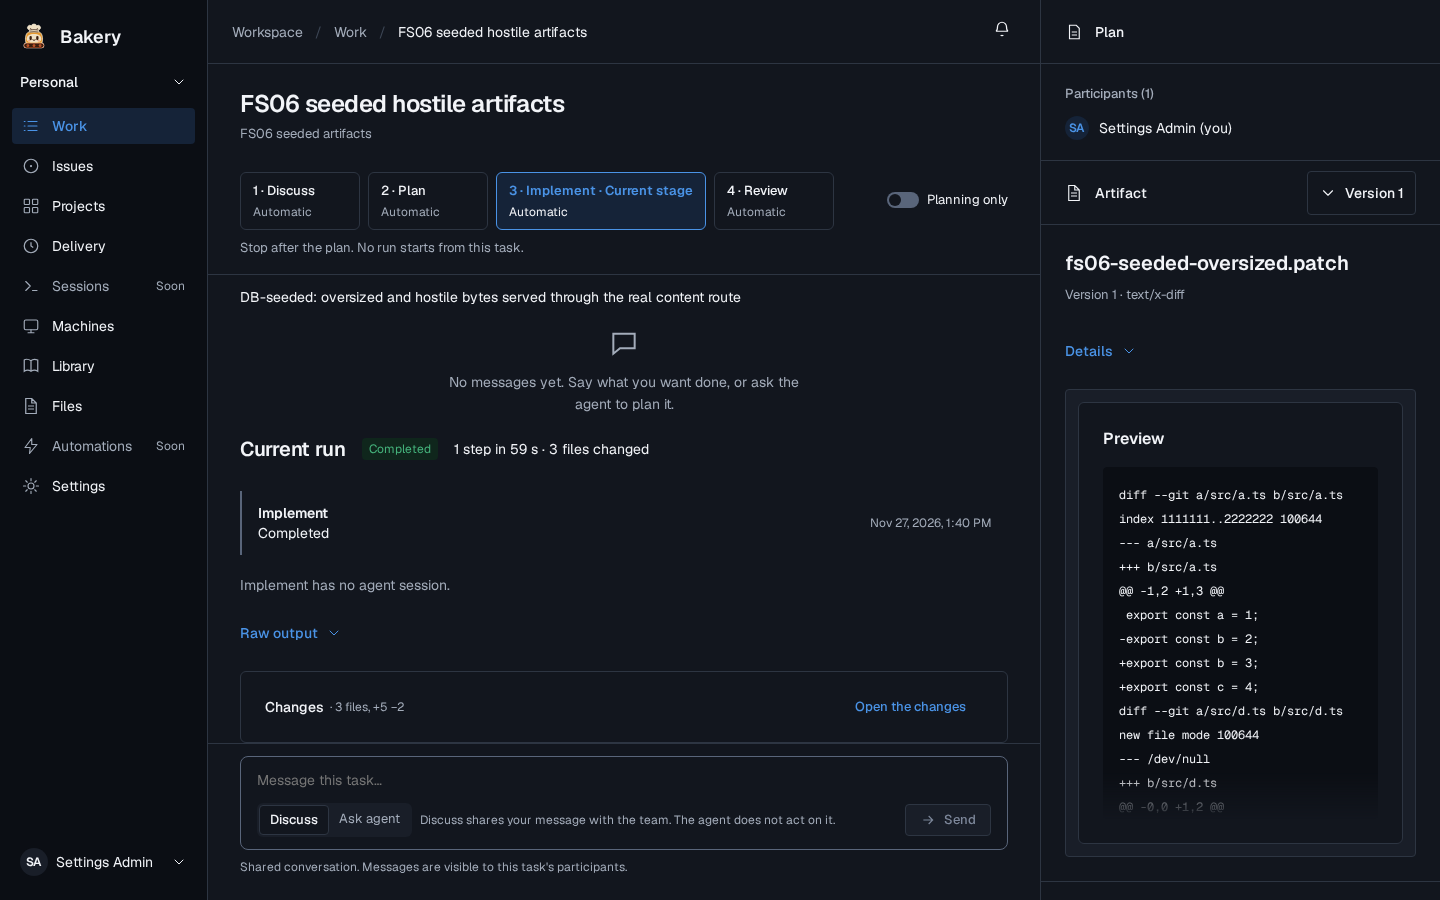 Bakery
Personal
Work
Issues
Projects
Delivery
Sessions Soon
Machines
Library
Files
Automations Soon
Settings
SA Settings Admin
Workspace / Work / FS06 seeded hostile artifacts
FS06 seeded hostile artifacts
FS06 seeded artifacts
1 · Discuss
Automatic
2 · Plan
Automatic
3 · Implement · Current stage
Automatic
4 · Review
Automatic
Planning only
Stop after the plan. No run starts from this task.
DB-seeded: oversized and hostile bytes served through the real content route
No messages yet. Say what you want done, or ask the
agent to plan it.
Current run Completed 1 step in 59 s · 3 files changed
Implement
Completed
Nov 27, 2026, 1:40 PM
Implement has no agent session.
Raw output
Changes · 3 files, +5 −2 Open the changes
Message this task...
Discuss Ask agent Discuss shares your message with the team. The agent does not act on it. Send
Shared conversation. Messages are visible to this task's participants.
Plan
Participants (1)
SA Settings Admin (you)
Artifact Version 1
fs06-seeded-oversized.patch
Version 1 · text/x-diff
Details
Preview
diff --git a/src/a.ts b/src/a.ts
index 1111111..2222222 100644
--- a/src/a.ts
+++ b/src/a.ts
@@ -1,2 +1,3 @@
 export const a = 1;
-export const b = 2;
+export const b = 3;
+export const c = 4;
diff --git a/src/d.ts b/src/d.ts
new file mode 100644
--- /dev/null
+++ b/src/d.ts
@@ -0,0 +1,2 @@